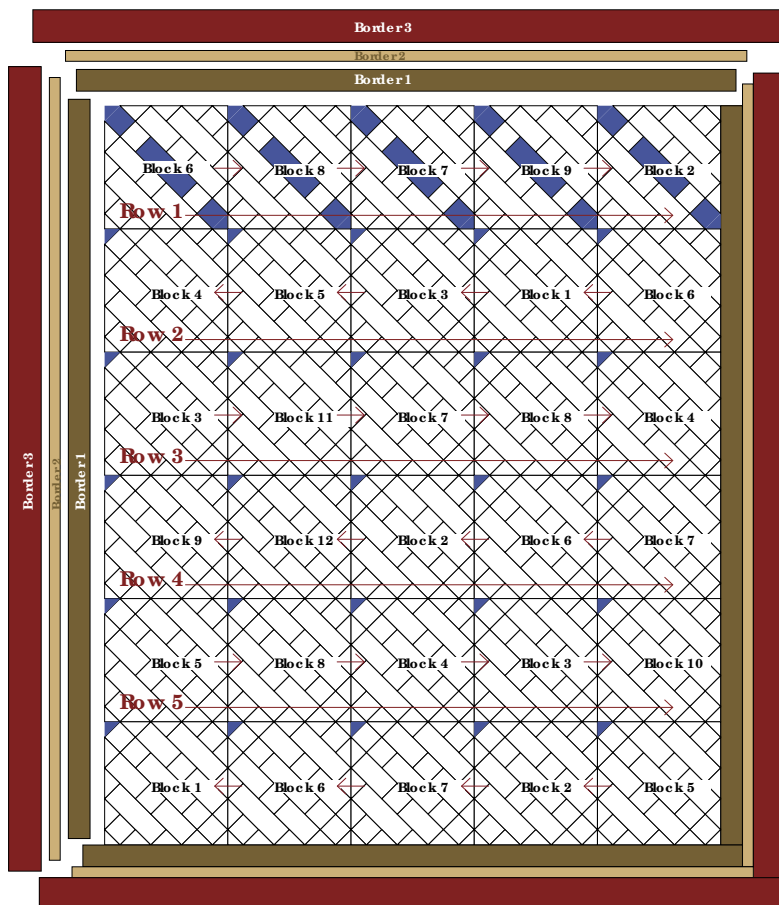 Border 3
Border 2
Border 1
Block 6 Block 8 Block 7 Block 9 Block 2
Row 1
Block 4 Block 5 Block 3 Block 1 Block 6
Row 2
Block 3 Block 11 Block 7 Block 8 Block 4
Row 3
Border 3
Border 2
Border 1
Block 9 Block 12 Block 2 Block 6 Block 7
Row 4
Block 5 Block 8 Block 4 Block 3 Block 10
Row 5
Block 1 Block 6 Block 7 Block 2 Block 5